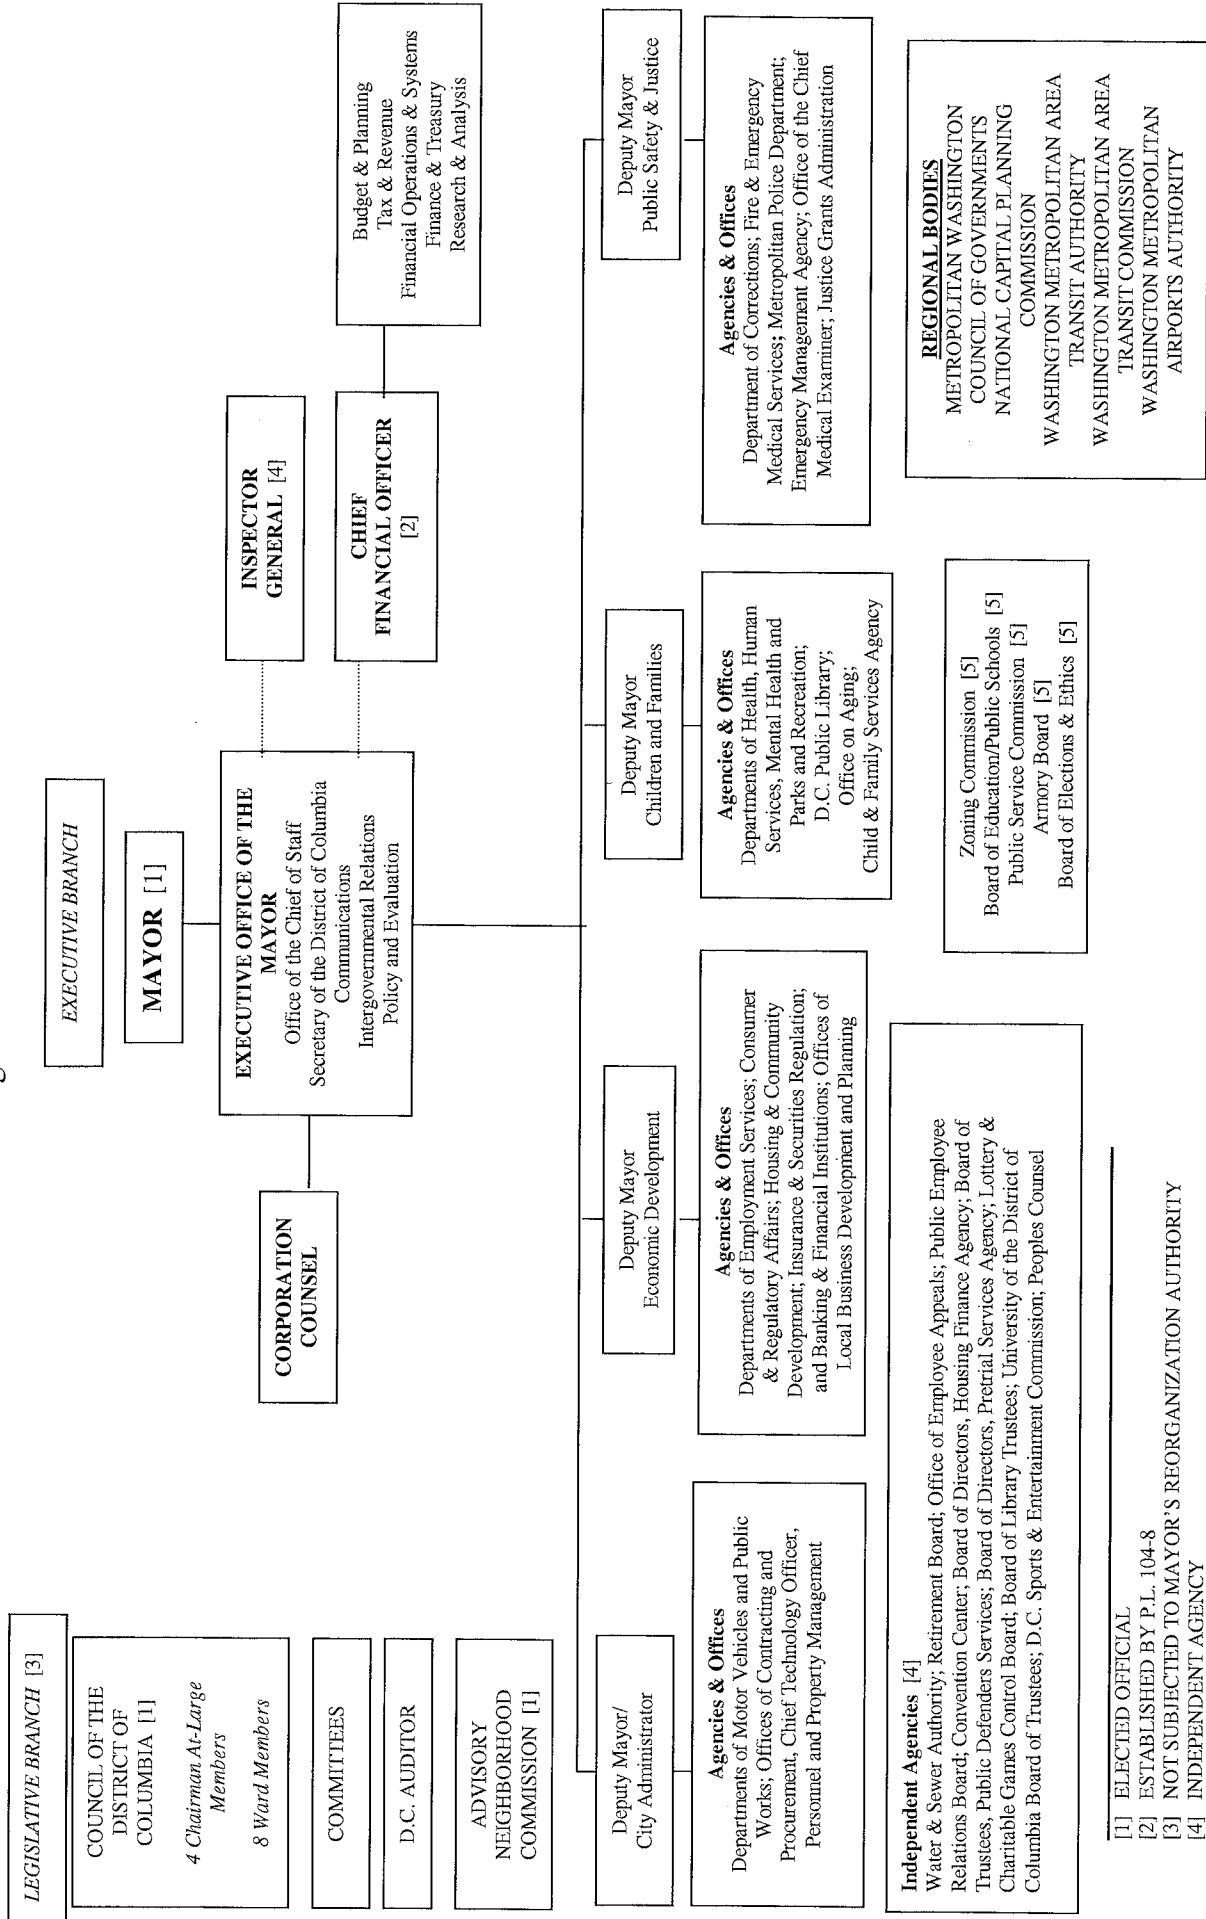 LEGISLATIVE BRANCH [3]
COUNCIL OF THE
DISTRICT OF
COLUMBIA [1]
4 Chairman At-Large
Members
8 Ward Members
COMMITTEES
D.C. AUDITOR
ADVISORY
NEIGHBORHOOD
COMMISSION [1]
EXECUTIVE BRANCH
MAYOR [1]
EXECUTIVE OFFICE OF THE
MAYOR
Office of the Chief of Staff
Secretary of the District of Columbia
Communications
Intergovernmental Relations
Policy and Evaluation
CORPORATION
COUNSEL
INSPECTOR
GENERAL [4]
CHIEF
FINANCIAL OFFICER
[2]
Budget & Planning
Tax & Revenue
Financial Operations & Systems
Finance & Treasury
Research & Analysis
Deputy Mayor/
City Administrator
Agencies & Offices
Departments of Motor Vehicles and Public
Works; Offices of Contracting and
Procurement, Chief Technology Officer,
Personnel and Property Management
Deputy Mayor
Economic Development
Agencies & Offices
Departments of Employment Services; Consumer
& Regulatory Affairs; Housing & Community
Development; Insurance & Securities Regulation;
and Banking & Financial Institutions; Offices of
Local Business Development and Planning
Deputy Mayor
Children and Families
Agencies & Offices
Departments of Health, Human
Services, Mental Health and
Parks and Recreation;
D.C. Public Library;
Office on Aging;
Child & Family Services Agency
Deputy Mayor
Public Safety & Justice
Agencies & Offices
Department of Corrections; Fire & Emergency
Medical Services; Metropolitan Police Department;
Emergency Management Agency; Office of the Chief
Medical Examiner; Justice Grants Administration
Independent Agencies [4]
Water & Sewer Authority; Retirement Board; Office of Employee Appeals; Public Employee
Relations Board; Convention Center; Board of Directors, Housing Finance Agency; Board of
Trustees, Public Defenders Services; Board of Directors, Pretrial Services Agency; Lottery &
Charitable Games Control Board; Board of Library Trustees; University of the District of
Columbia Board of Trustees; D.C. Sports & Entertainment Commission; Peoples Counsel
Zoning Commission [5]
Board of Education/Public Schools [5]
Public Service Commission [5]
Armory Board [5]
Board of Elections & Ethics [5]
REGIONAL BODIES
METROPOLITAN WASHINGTON
COUNCIL OF GOVERNMENTS
NATIONAL CAPITAL PLANNING
COMMISSION
WASHINGTON METROPOLITAN AREA
TRANSIT AUTHORITY
WASHINGTON METROPOLITAN AREA
TRANSIT COMMISSION
WASHINGTON METROPOLITAN
AIRPORTS AUTHORITY
[1] ELECTED OFFICIAL
[2] ESTABLISHED BY P.L. 104-8
[3] NOT SUBJECTED TO MAYOR'S REORGANIZATION AUTHORITY
[4] INDEPENDENT AGENCY